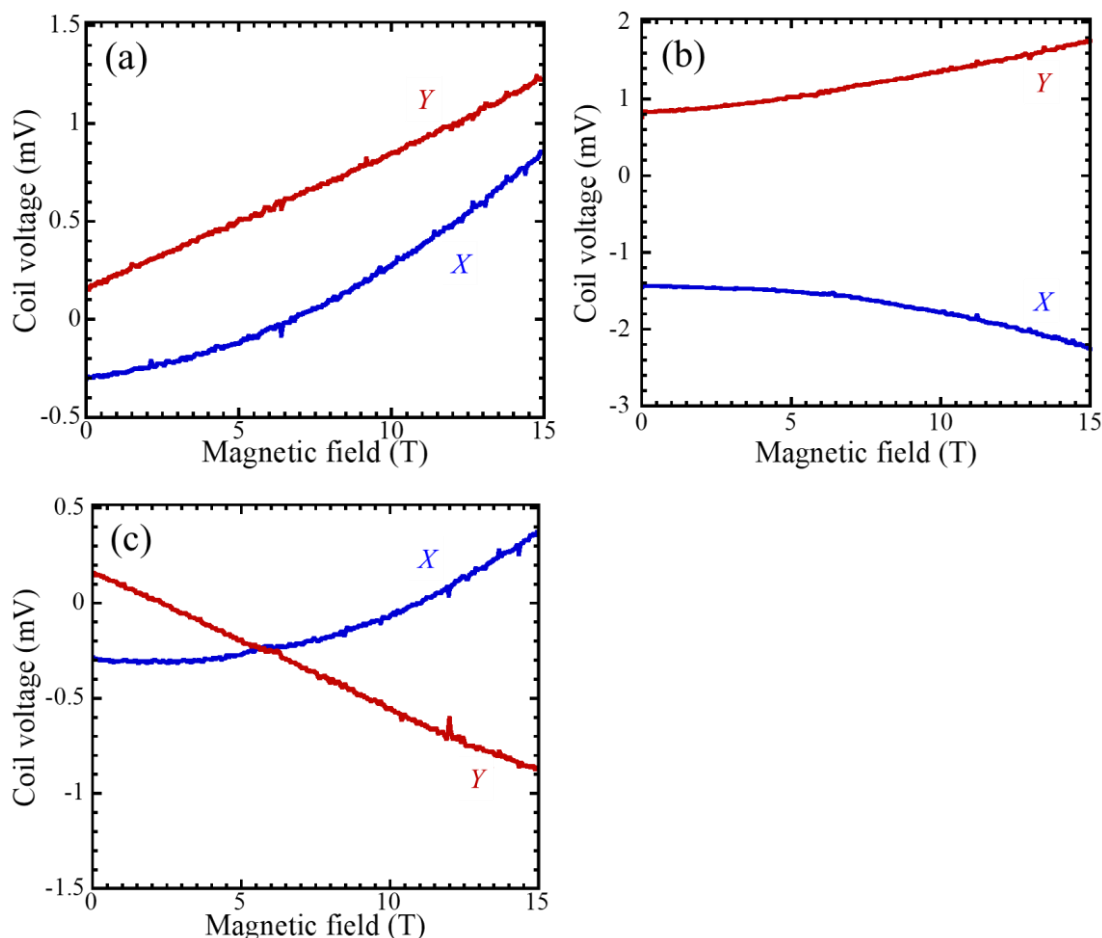 (a)
Coil voltage (mV)
1.5
1
0.5
0
-0.5
Y
X
0 5 10 15
Magnetic field (T)
(b)
Coil voltage (mV)
2
1
0
-1
-2
-3
Y
X
0 5 10 15
Magnetic field (T)
(c)
Coil voltage (mV)
0.5
0
-0.5
-1
-1.5
X
Y
0 5 10 15
Magnetic field (T)